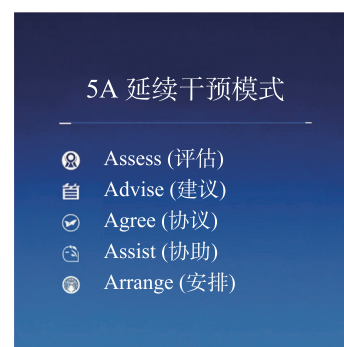 5A 延续干预模式
Assess (评估)
Advise (建议)
Agree (协议)
Assist (协助)
Arrange (安排)